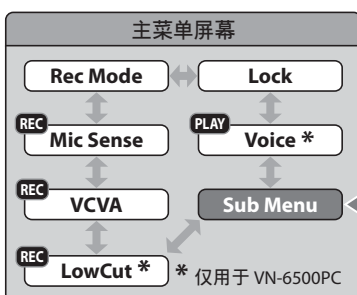 主菜单屏幕
Rec Mode
Lock
REC
Mic Sense
PLAY
Voice *
REC
VCVA
Sub Menu
REC
LowCut *
* 仅用于 VN-6500PC